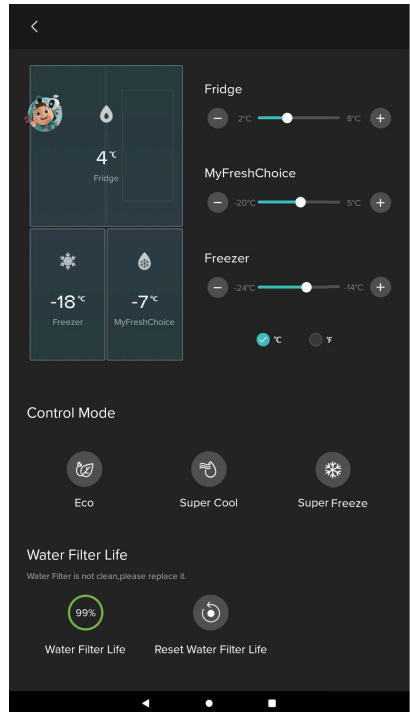 Fridge
2°C
8°C
4°C
Fridge
MyFreshChoice
-20°C
5°C
Freezer
-24°C
-14°C
-18°C
Freezer
-7°C
MyFreshChoice
°C
°F
Control Mode
Eco
Super Cool
Super Freeze
Water Filter Life
Water Filter is not clean,please replace it.
99%
Water Filter Life
Reset Water Filter Life